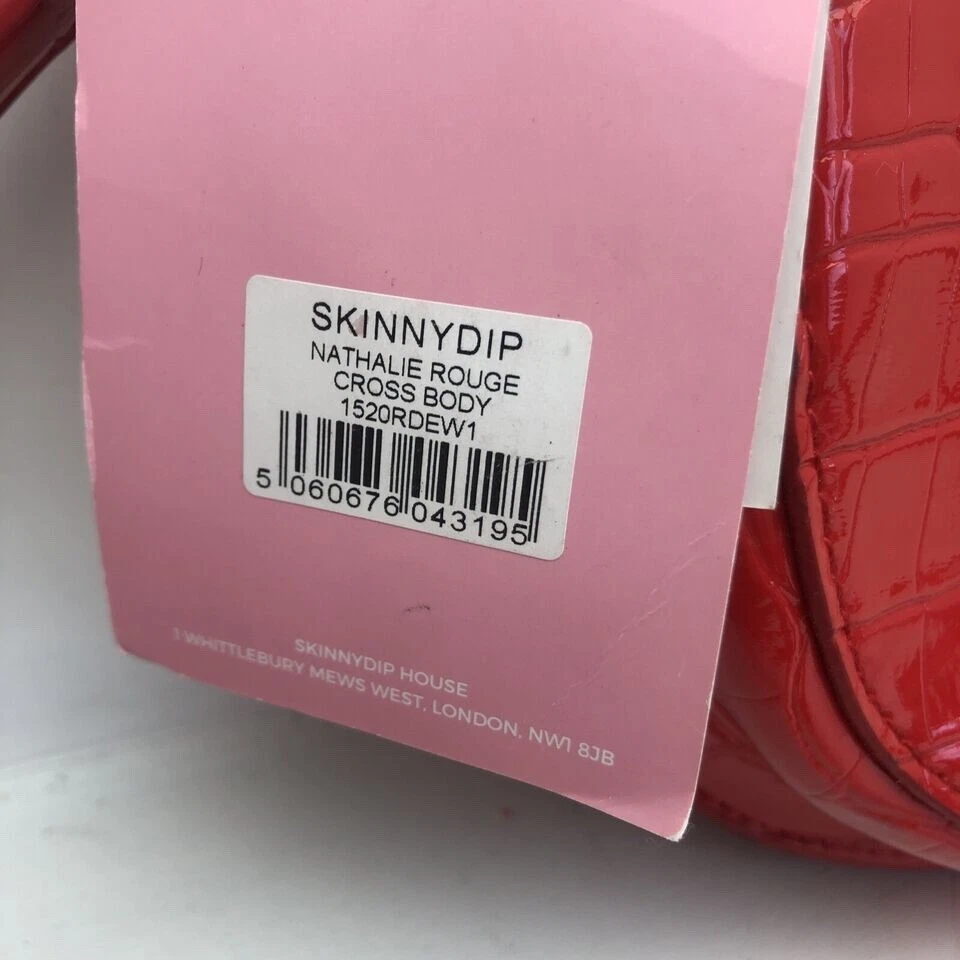 SKINNYDIP
NATHALIE ROUGE
CROSS BODY
1520RDEW1
5 060676 043195
SKINNYDIP HOUSE
1 WHITTLEBURY MEWS WEST, LONDON, NW1 8JB